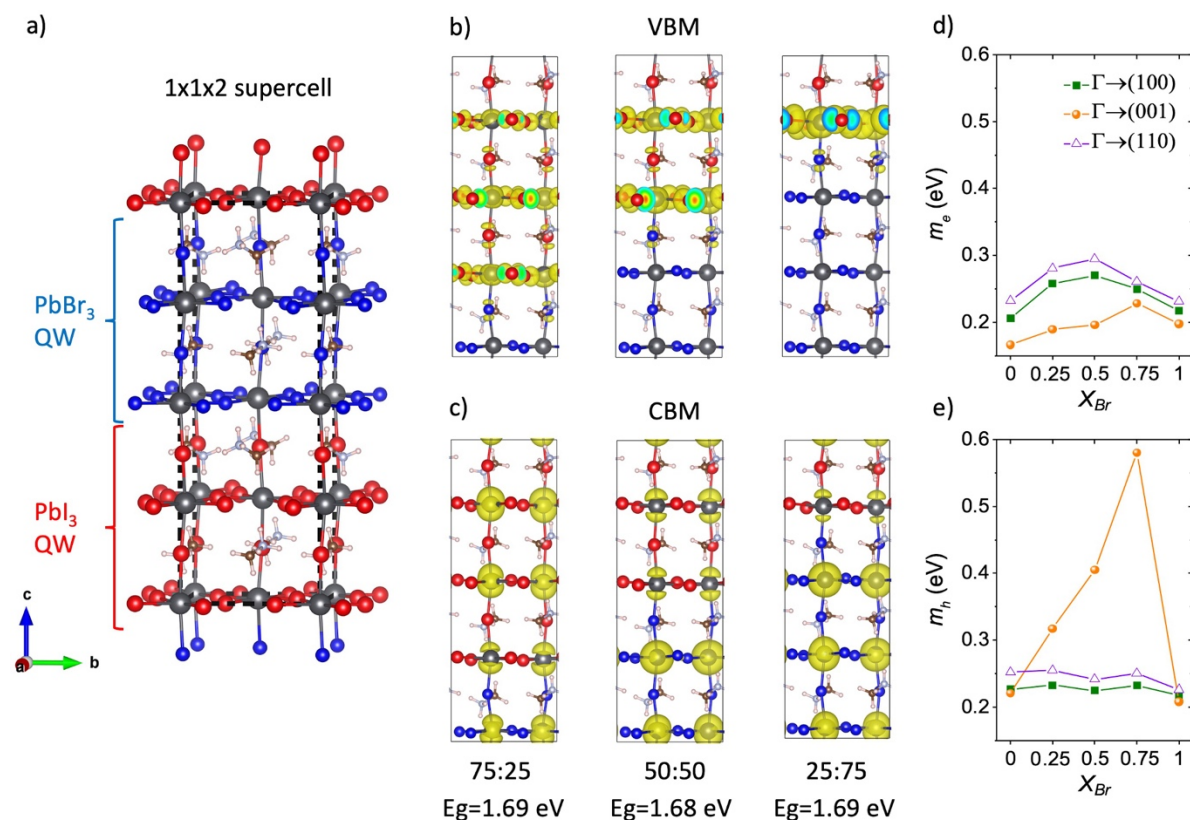 a)
1x1x2 supercell
PbBr₃
QW
PbI₃
QW
c
a
b
b)
VBM
c)
CBM
75:25
50:50
25:75
Eg=1.69 eV
Eg=1.68 eV
Eg=1.69 eV
d)
0.6
0.5
0.4
0.3
0.2
mₑ (eV)
Γ→(100)
Γ→(001)
Γ→(110)
0
0.25
0.5
0.75
1
X_Br
e)
0.6
0.5
0.4
0.3
0.2
mₕ (eV)
0
0.25
0.5
0.75
1
X_Br